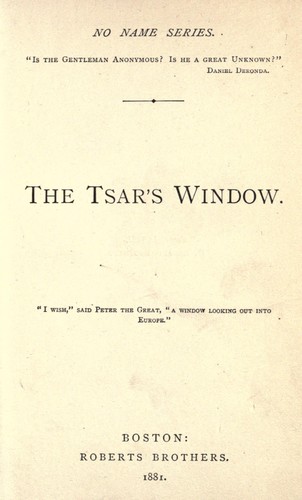 NO NAME SERIES.
"IS THE GENTLEMAN ANONYMOUS? IS HE A GREAT UNKNOWN?"
DANIEL DERONDA.
THE TSAR'S WINDOW.
"I WISH," SAID PETER THE GREAT, "A WINDOW LOOKING OUT INTO
EUROPE."
BOSTON:
ROBERTS BROTHERS.
1881.